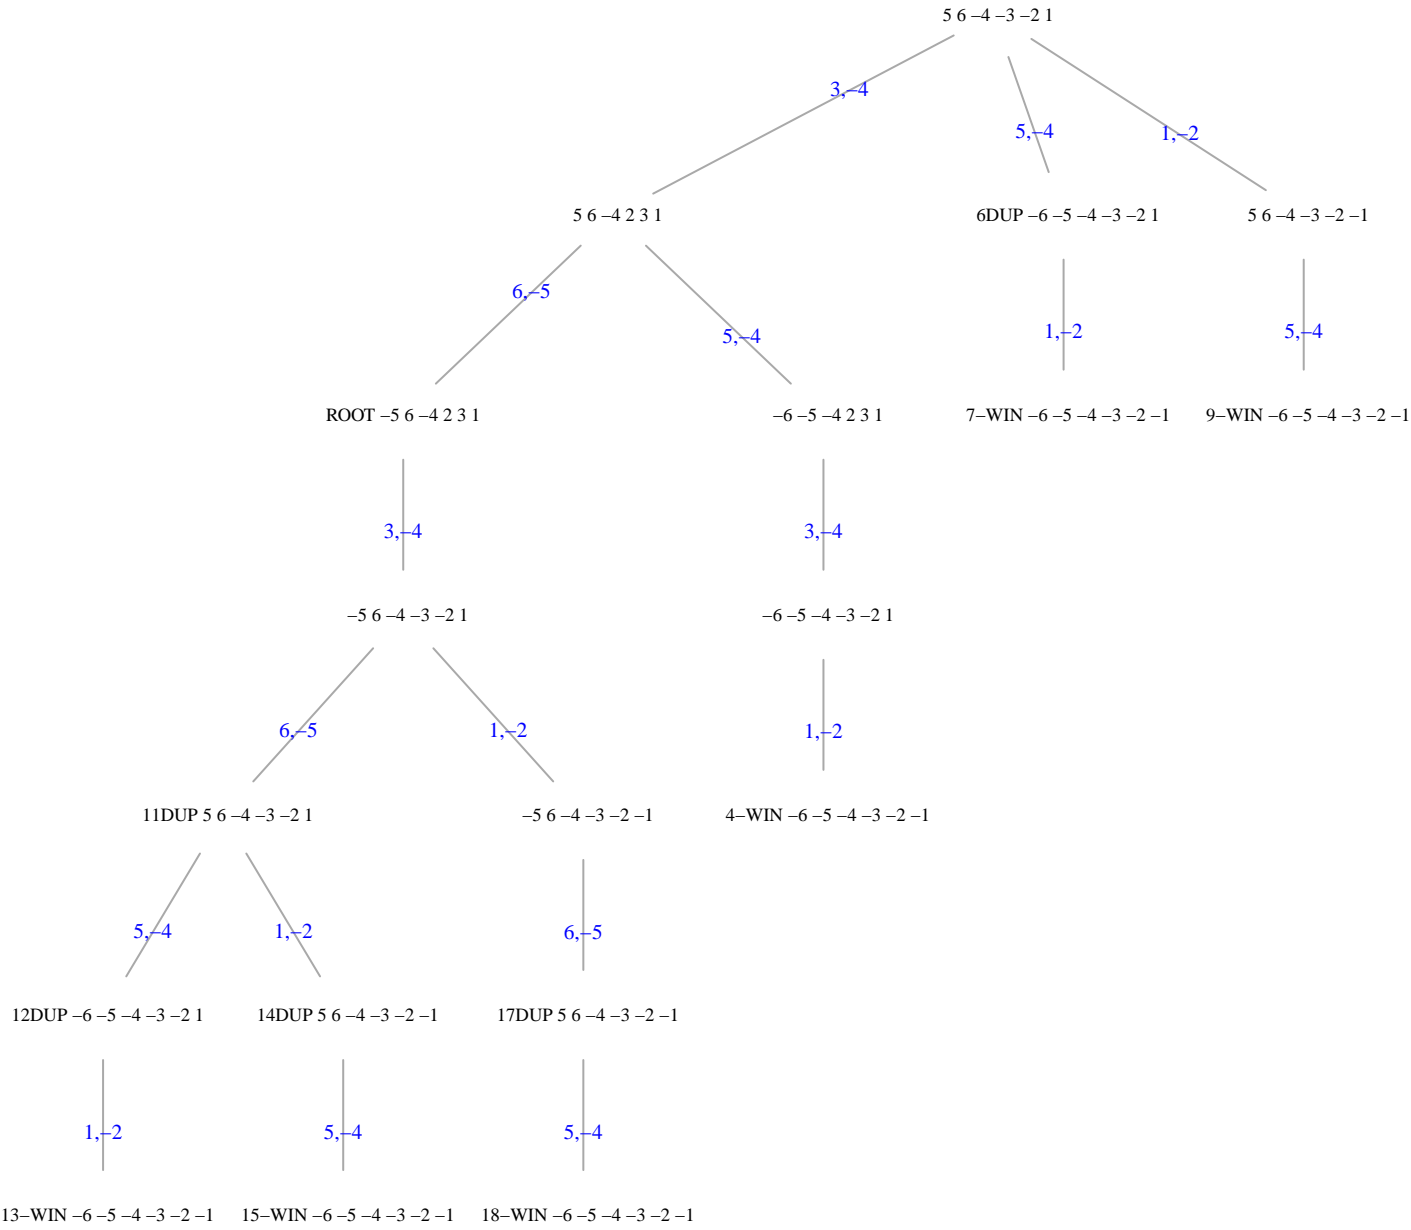 5 6 –4 –3 –2 1
3,–4
5,–4
1,–2
5 6 –4 2 3 1
6DUP –6 –5 –4 –3 –2 1
5 6 –4 –3 –2 –1
6,–5
5,–4
1,–2
5,–4
ROOT –5 6 –4 2 3 1
–6 –5 –4 2 3 1
7–WIN –6 –5 –4 –3 –2 –1
9–WIN –6 –5 –4 –3 –2 –1
3,–4
3,–4
–5 6 –4 –3 –2 1
–6 –5 –4 –3 –2 1
6,–5
1,–2
1,–2
11DUP 5 6 –4 –3 –2 1
–5 6 –4 –3 –2 –1
4–WIN –6 –5 –4 –3 –2 –1
5,–4
1,–2
6,–5
12DUP –6 –5 –4 –3 –2 1
14DUP 5 6 –4 –3 –2 –1
17DUP 5 6 –4 –3 –2 –1
1,–2
5,–4
5,–4
13–WIN –6 –5 –4 –3 –2 –1
15–WIN –6 –5 –4 –3 –2 –1
18–WIN –6 –5 –4 –3 –2 –1